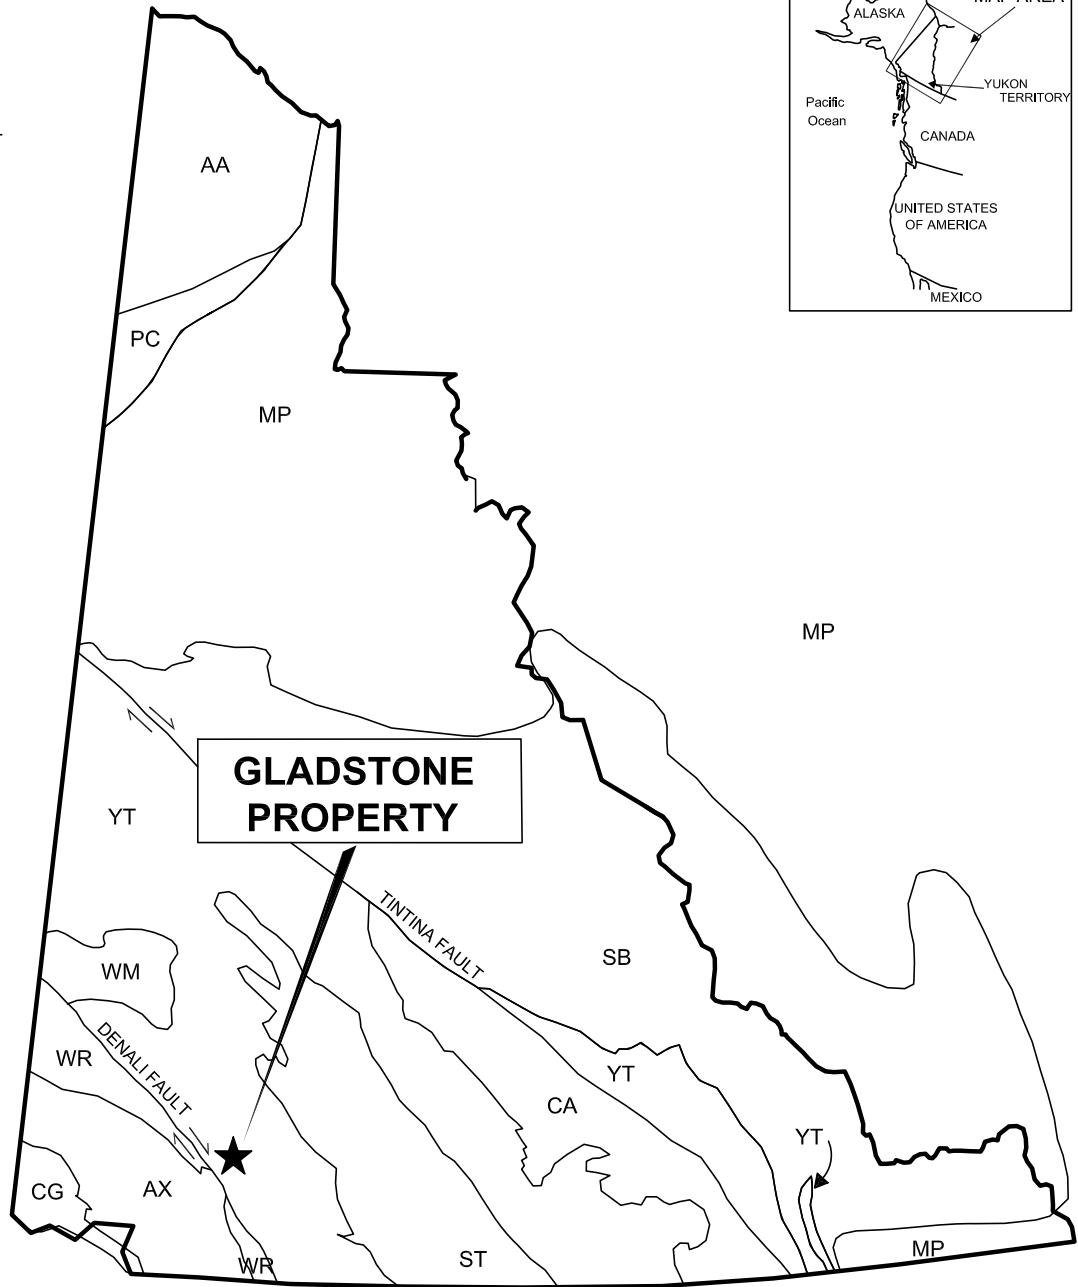 ALASKA
MAP AREA
YUKON
TERRITORY
Pacific
Ocean
CANADA
UNITED STATES
OF AMERICA
MEXICO
AA
PC
MP
MP
GLADSTONE
PROPERTY
YT
TINTINA FAULT
SB
WM
DENALI FAULT
WR
YT
CA
YT
CG
AX
WR
ST
MP